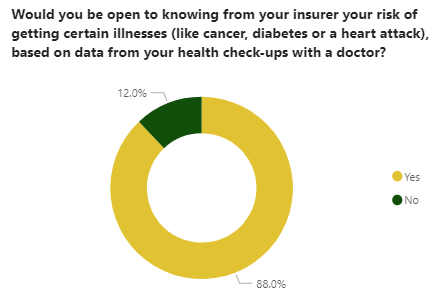 Would you be open to knowing from your insurer your risk of
getting certain illnesses (like cancer, diabetes or a heart attack),
based on data from your health check-ups with a doctor?
12.0%
Yes
No
88.0%